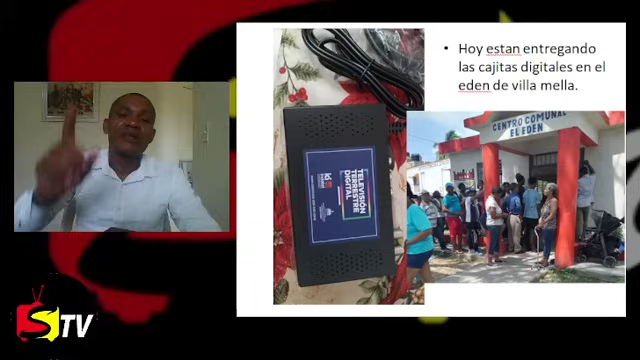 • Hoy estan entregando
las cajitas digitales en el
eden de villa mella.
CENTRO COMUNAL
EL EDEN
TELEVISIÓN
TERRESTRE
DIGITAL
STV